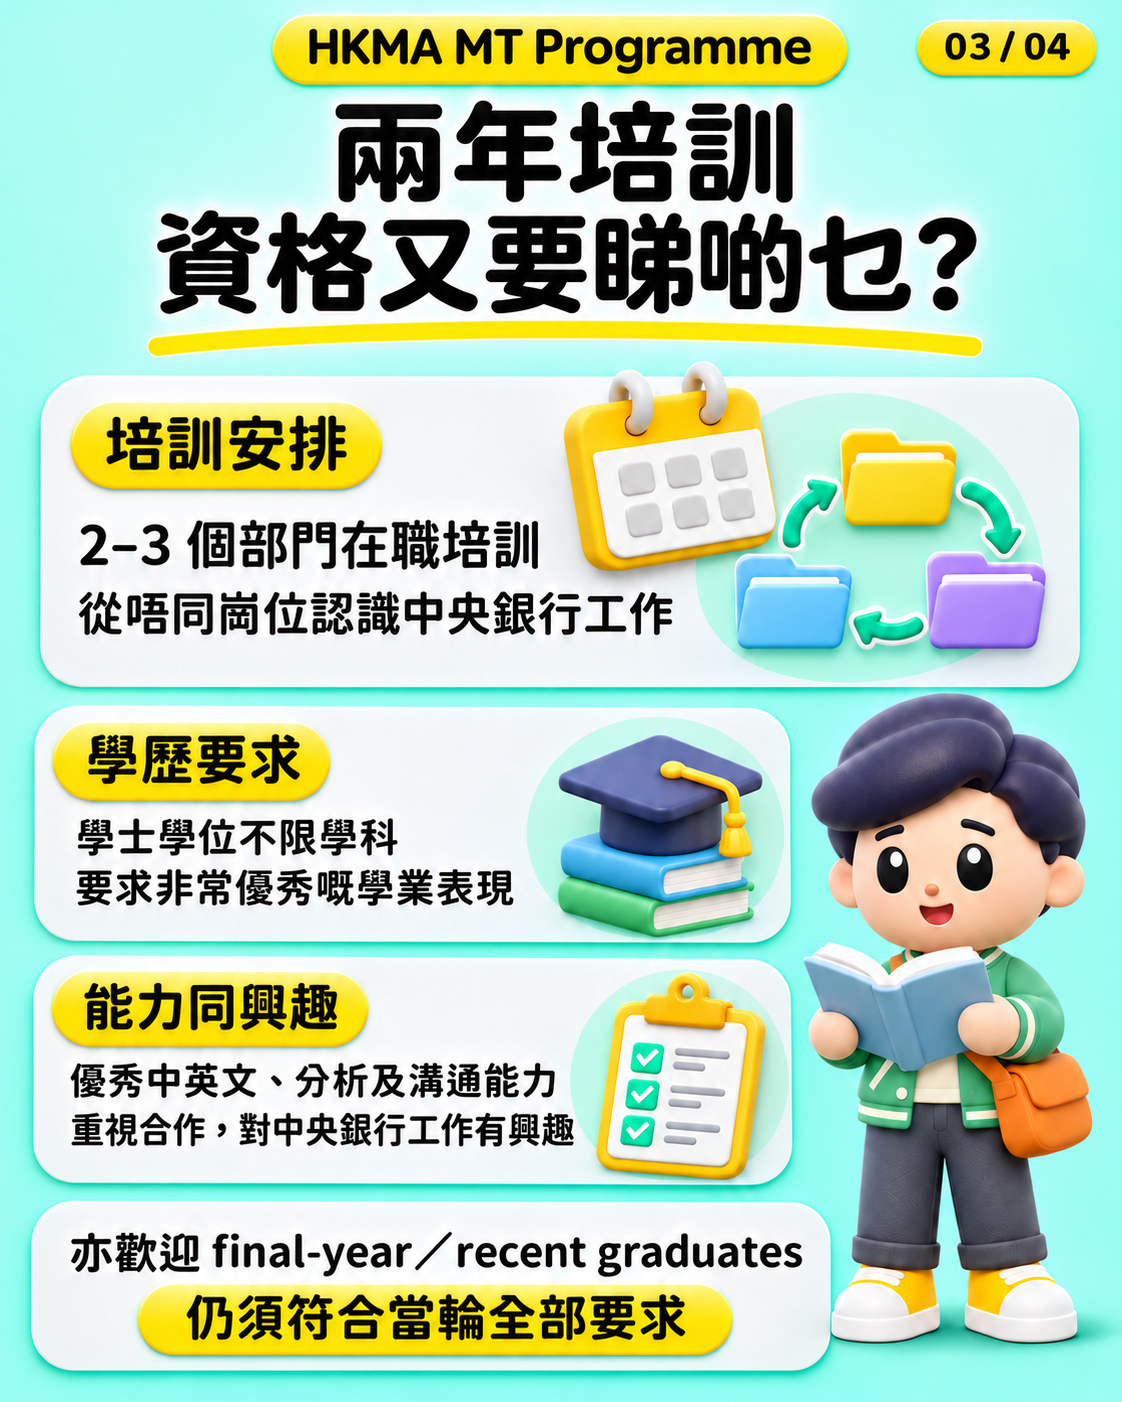 HKMA MT Programme
03 / 04
兩年培訓
資格又要睇啲乜?
培訓安排
2–3 個部門在職培訓
從唔同崗位認識中央銀行工作
學歷要求
學士學位不限學科
要求非常優秀嘅學業表現
能力同興趣
優秀中英文、分析及溝通能力
重視合作，對中央銀行工作有興趣
亦歡迎 final-year／recent graduates
仍須符合當輪全部要求